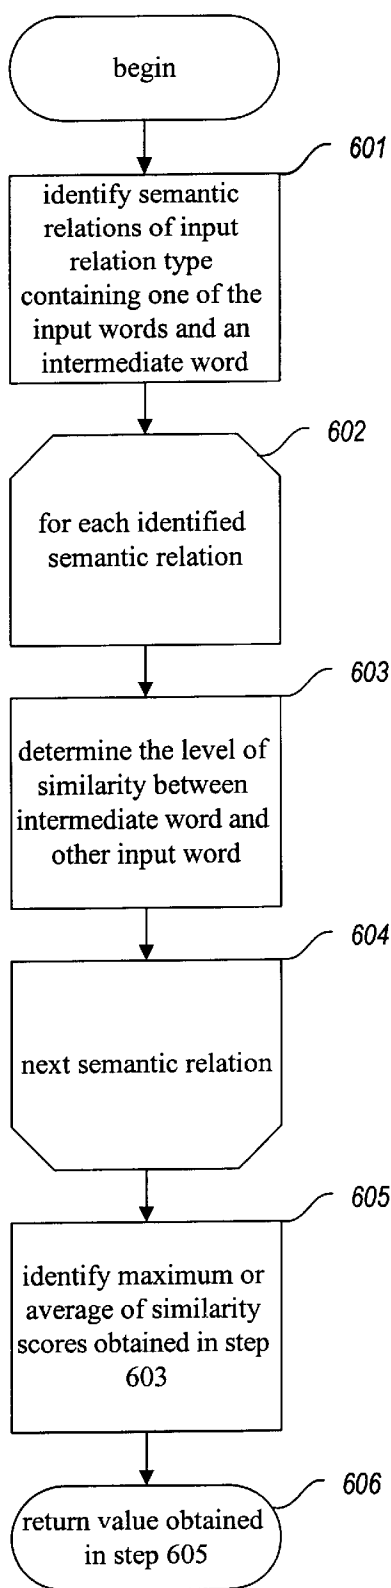 begin
601
identify semantic
relations of input
relation type
containing one of the
input words and an
intermediate word
602
for each identified
semantic relation
603
determine the level of
similarity between
intermediate word and
other input word
604
next semantic relation
605
identify maximum or
average of similarity
scores obtained in step
603
606
return value obtained
in step 605